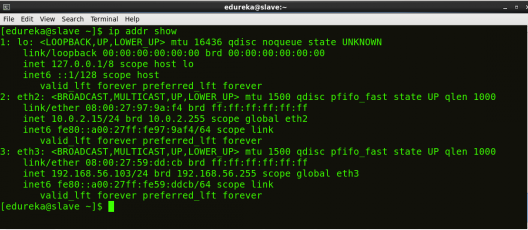 edureka@slave:~
File Edit View Search Terminal Help
[edureka@slave ~]$ ip addr show
1: lo: <LOOPBACK,UP,LOWER_UP> mtu 16436 qdisc noqueue state UNKNOWN
    link/loopback 00:00:00:00:00:00 brd 00:00:00:00:00:00
    inet 127.0.0.1/8 scope host lo
    inet6 ::1/128 scope host
       valid_lft forever preferred_lft forever
2: eth2: <BROADCAST,MULTICAST,UP,LOWER_UP> mtu 1500 qdisc pfifo_fast state UP qlen 1000
    link/ether 08:00:27:97:9a:f4 brd ff:ff:ff:ff:ff:ff
    inet 10.0.2.15/24 brd 10.0.2.255 scope global eth2
    inet6 fe80::a00:27ff:fe97:9af4/64 scope link
       valid_lft forever preferred_lft forever
3: eth3: <BROADCAST,MULTICAST,UP,LOWER_UP> mtu 1500 qdisc pfifo_fast state UP qlen 1000
    link/ether 08:00:27:59:dd:cb brd ff:ff:ff:ff:ff:ff
    inet 192.168.56.103/24 brd 192.168.56.255 scope global eth3
    inet6 fe80::a00:27ff:fe59:ddcb/64 scope link
       valid_lft forever preferred_lft forever
[edureka@slave ~]$